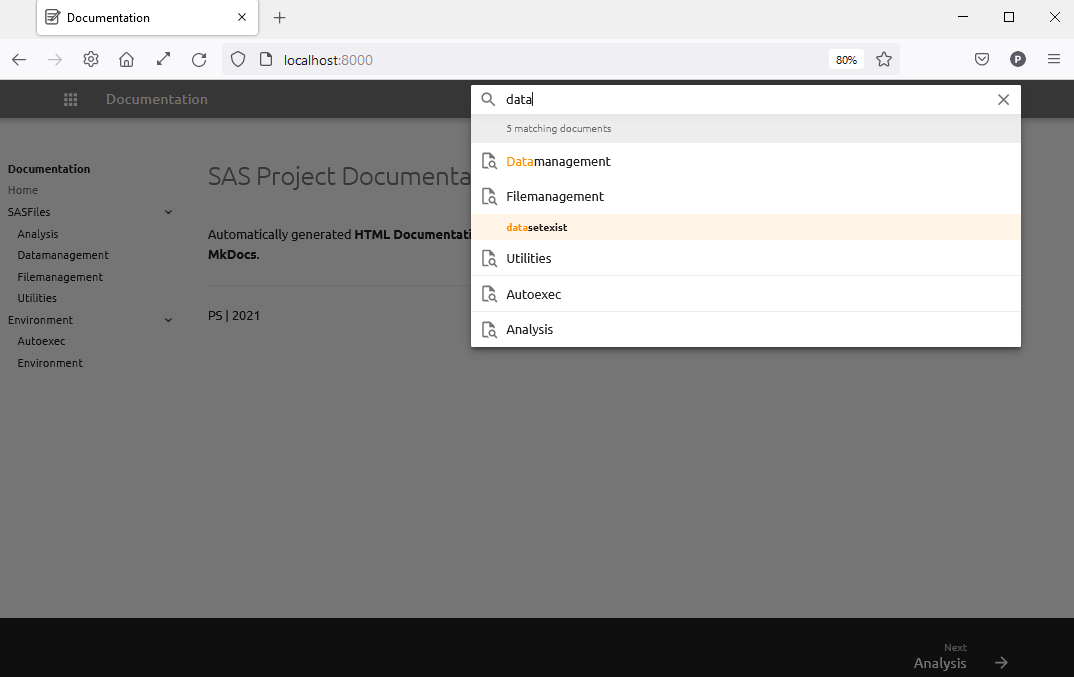 Documentation
localhost:8000
80%
P
Documentation
data
5 matching documents
Datamanagement
Filemanagement
datasetexist
Utilities
Autoexec
Analysis
Documentation
Home
SASFiles
Analysis
Datamanagement
Filemanagement
Utilities
Environment
Autoexec
Environment
SAS Project Documenta
Automatically generated HTML Documentati
MkDocs.
PS | 2021
Next
Analysis